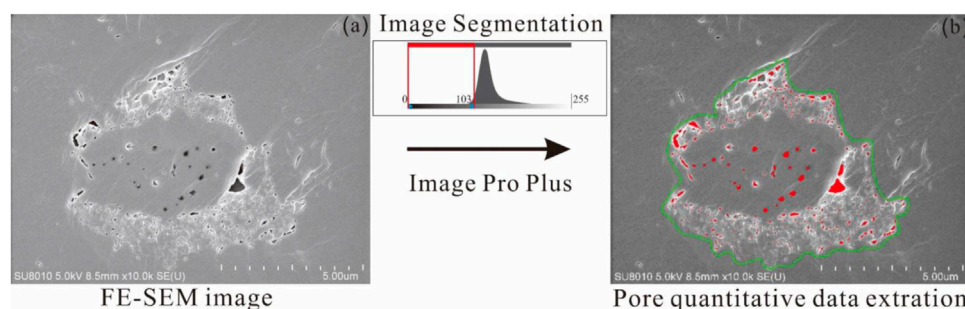 (a)
Image Segmentation
(b)
0
103
255
Image Pro Plus
SU8010 5.0kV 8.5mm x10.0k SE(U)
5.00um
SU8010 5.0kV 8.5mm x10.0k SE(U)
5.00um
FE-SEM image
Pore quantitative data extration